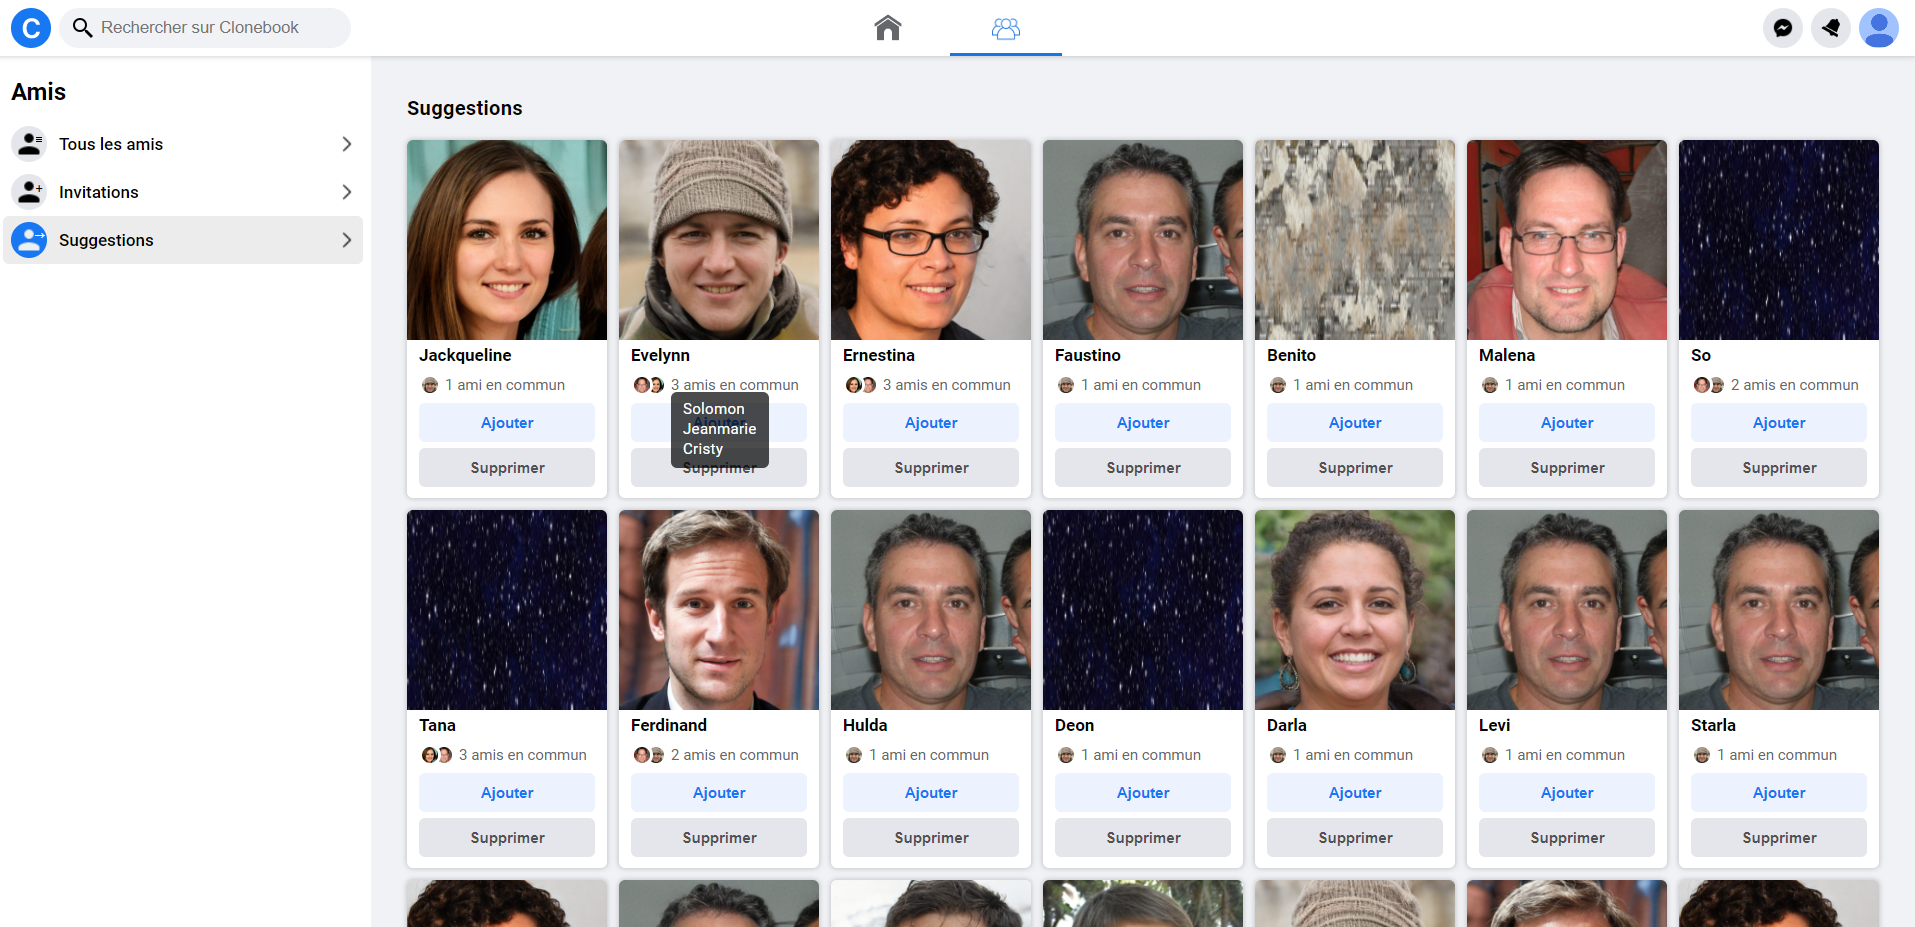 C Rechercher sur Clonebook
Amis
Tous les amis
Invitations
Suggestions
Suggestions
Jackqueline
1 ami en commun
Ajouter
Supprimer
Evelynn
3 amis en commun
Solomon
Jeanmarie
Cristy
Supprimer
Ernestina
3 amis en commun
Ajouter
Supprimer
Faustino
1 ami en commun
Ajouter
Supprimer
Benito
1 ami en commun
Ajouter
Supprimer
Malena
1 ami en commun
Ajouter
Supprimer
So
2 amis en commun
Ajouter
Supprimer
Tana
3 amis en commun
Ajouter
Supprimer
Ferdinand
2 amis en commun
Ajouter
Supprimer
Hulda
1 ami en commun
Ajouter
Supprimer
Deon
1 ami en commun
Ajouter
Supprimer
Darla
1 ami en commun
Ajouter
Supprimer
Levi
1 ami en commun
Ajouter
Supprimer
Starla
1 ami en commun
Ajouter
Supprimer